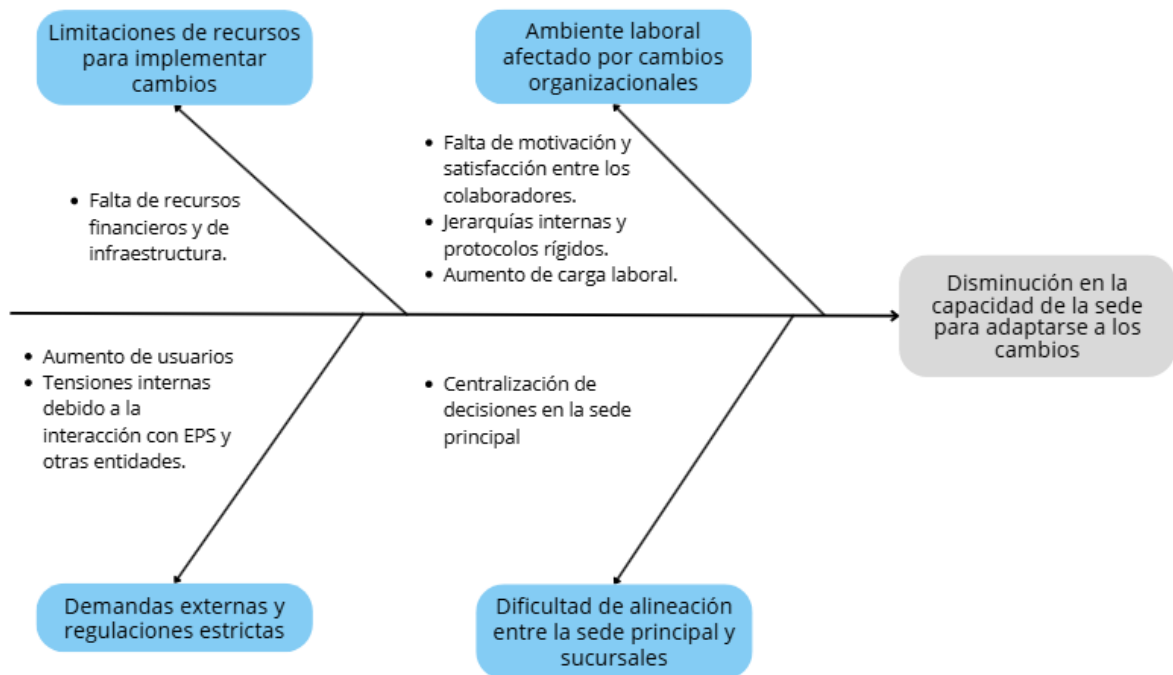 Limitaciones de recursos
para implementar
cambios
Ambiente laboral
afectado por cambios
organizacionales
• Falta de recursos
financieros y de
infraestructura.
• Falta de motivación y
satisfacción entre los
colaboradores.
• Jerarquías internas y
protocolos rígidos.
• Aumento de carga laboral.
Disminución en la
capacidad de la sede
para adaptarse a los
cambios
• Aumento de usuarios
• Tensiones internas
debido a la
interacción con EPS y
otras entidades.
• Centralización de
decisiones en la sede
principal
Demandas externas y
regulaciones estrictas
Dificultad de alineación
entre la sede principal y
sucursales